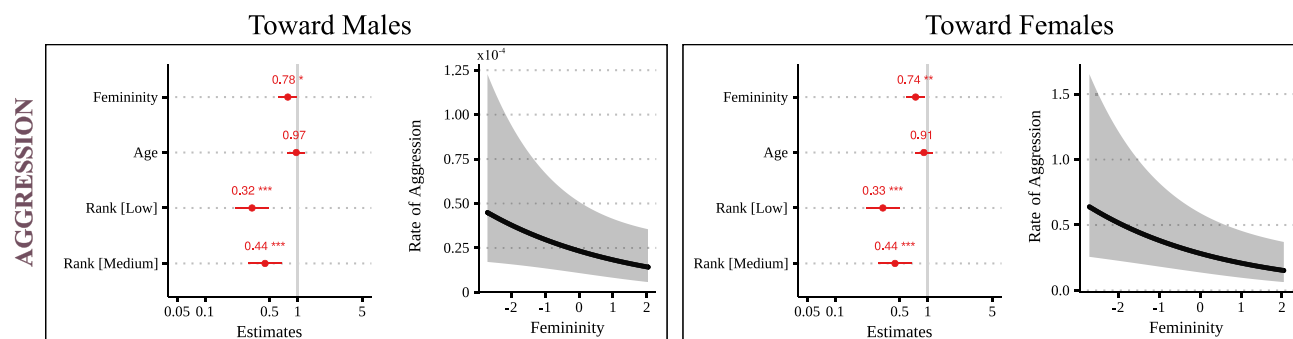 Toward Males
Toward Females
AGGRESSION
Femininity
Age
Rank [Low]
Rank [Medium]
0.78 *
0.97
0.32 ***
0.44 ***
0.05 0.1 0.5 1 5
Estimates
x10-4
1.25
1.00
0.75
0.50
0.25
0
Rate of Aggression
-2 -1 0 1 2
Femininity
Femininity
Age
Rank [Low]
Rank [Medium]
0.74 **
0.91
0.33 ***
0.44 ***
0.05 0.1 0.5 1 5
Estimates
1.5
1.0
0.5
0.0
Rate of Aggression
-2 -1 0 1 2
Femininity